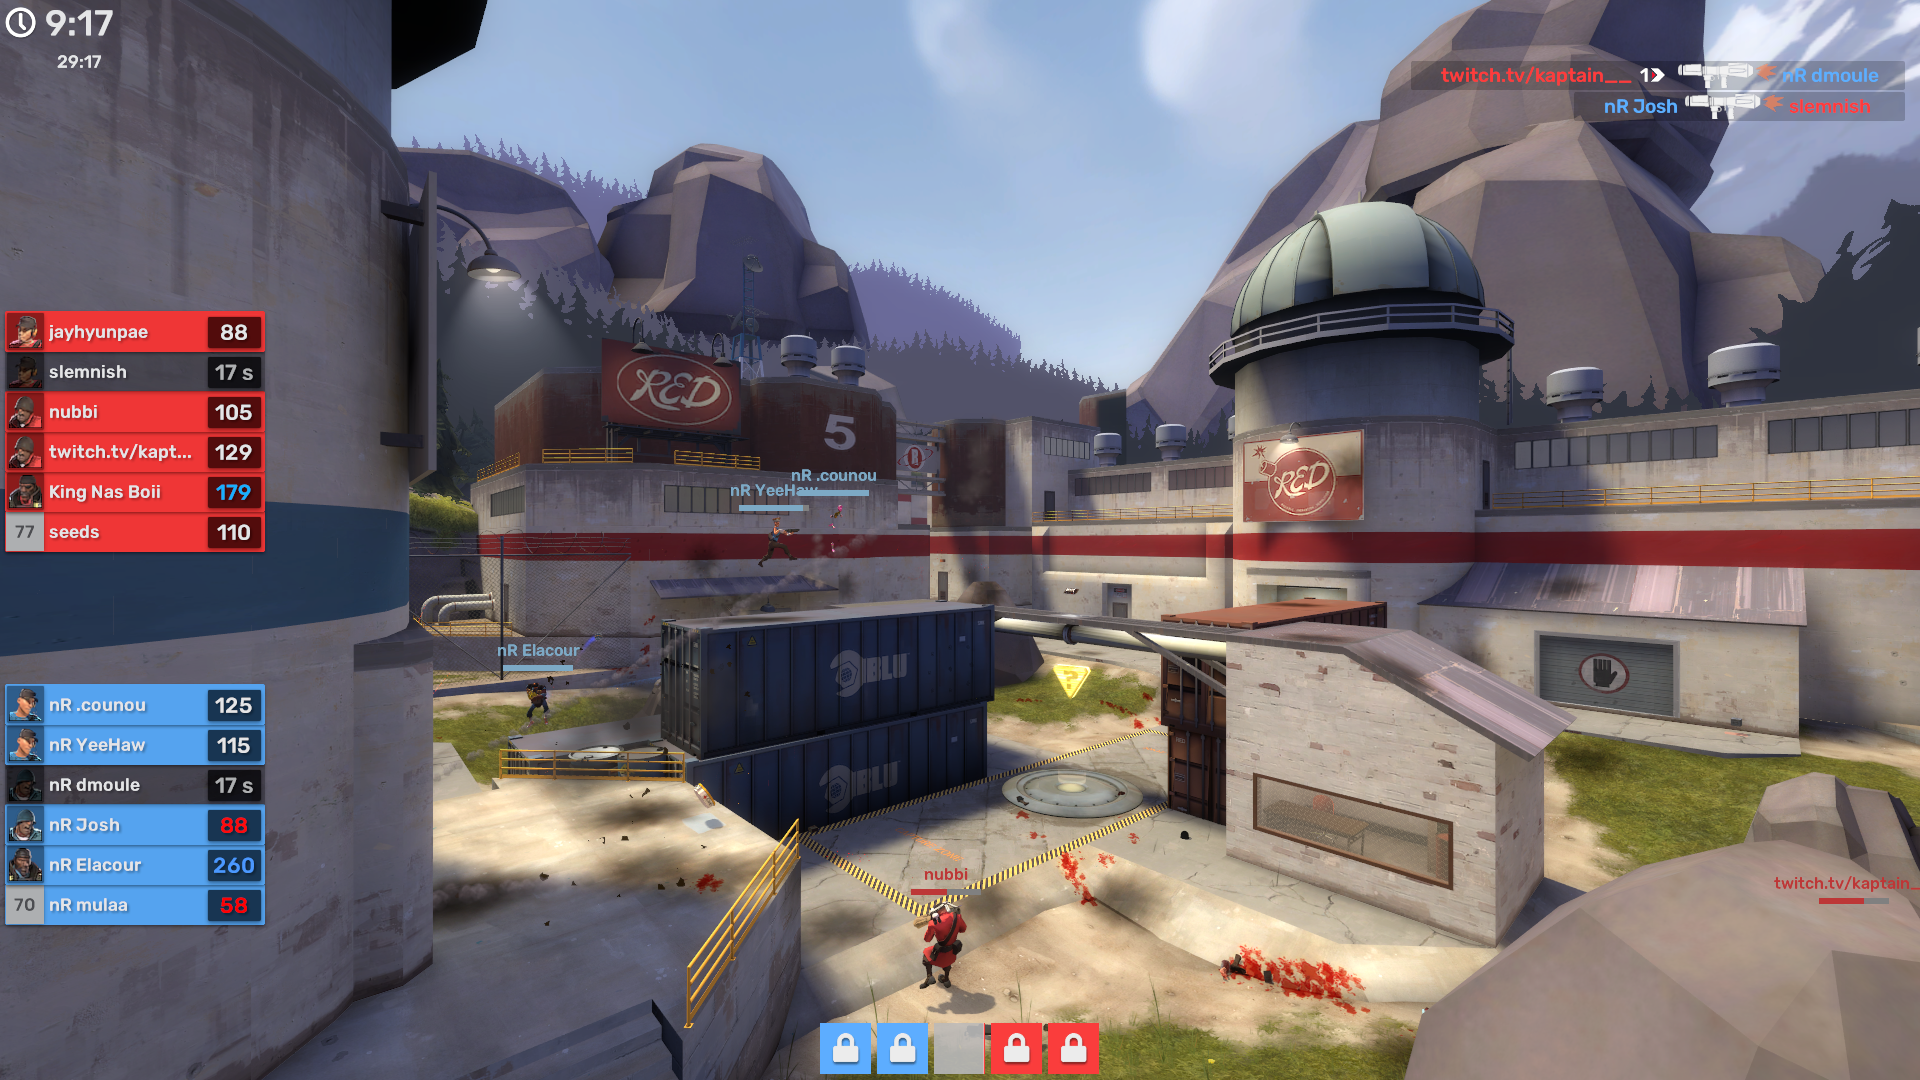 9:17
29:17
twitch.tv/kaptain__ 1 nR dmoule
nR Josh slemnish
jayhyunpae 88
slemnish 17 s
nubbi 105
twitch.tv/kapt... 129
King Nas Boii 179
77 seeds 110
nR .counou 125
nR YeeHaw 115
nR dmoule 17 s
nR Josh 88
nR Elacour 260
70 nR mulaa 58
RED
5
R
RED
nR .counou
nR YeeHaw
nR Elacour
BLU
BLU
?
nubbi
twitch.tv/kaptain_